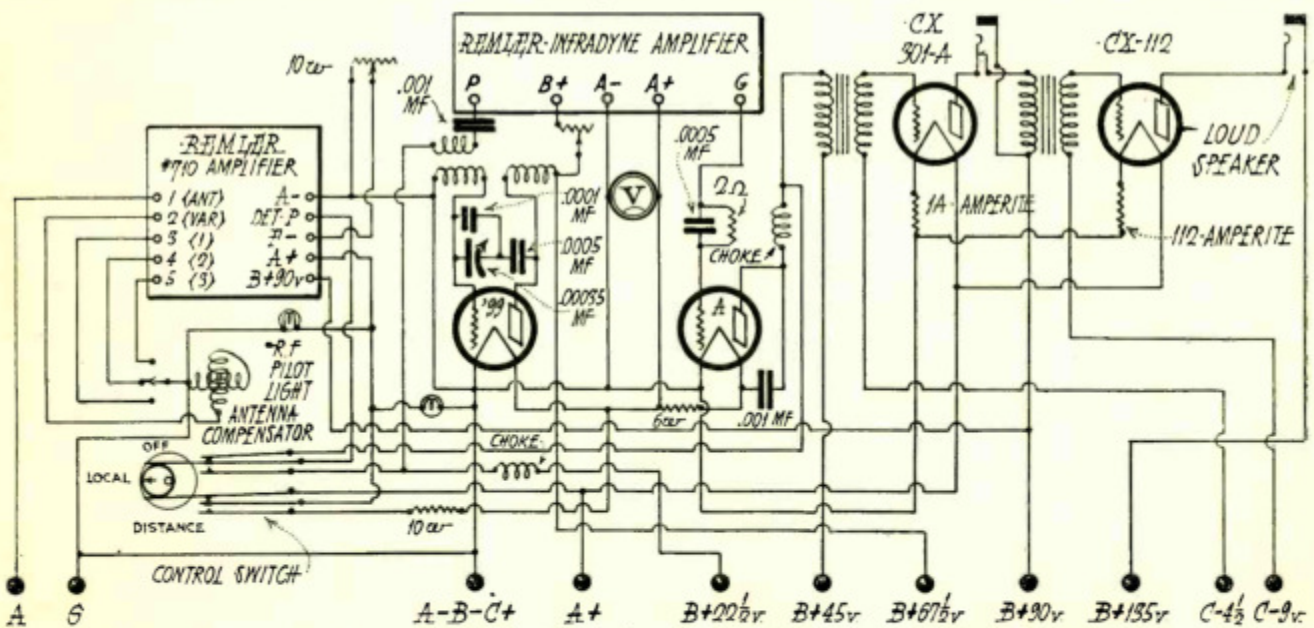 REMLER-INFRADYNE AMPLIFIER
P B+ A- A+ G
10ω
.001
MF
CX
301-A
CX-112
REMLER
#710 AMPLIFIER
1 (ANT) A-
2 (VAR) DET-P
3 (1) F-
4 (2) A+
5 (3) B+90v
.0001
MF
.0005
MF
.00035
MF
.0005
MF
2Ω
V
CHOKE
1A-AMPERITE
LOUD
SPEAKER
112-AMPERITE
'99
A
R.F
PILOT
LIGHT
ANTENNA
COMPENSATOR
6ω
.001 MF
CHOKE
OFF
LOCAL
DISTANCE
10ω
CONTROL SWITCH
A G A-B-C+ A+ B+22½v. B+45v. B+67½v B+90v. B+135v. C-4½ C-9v.